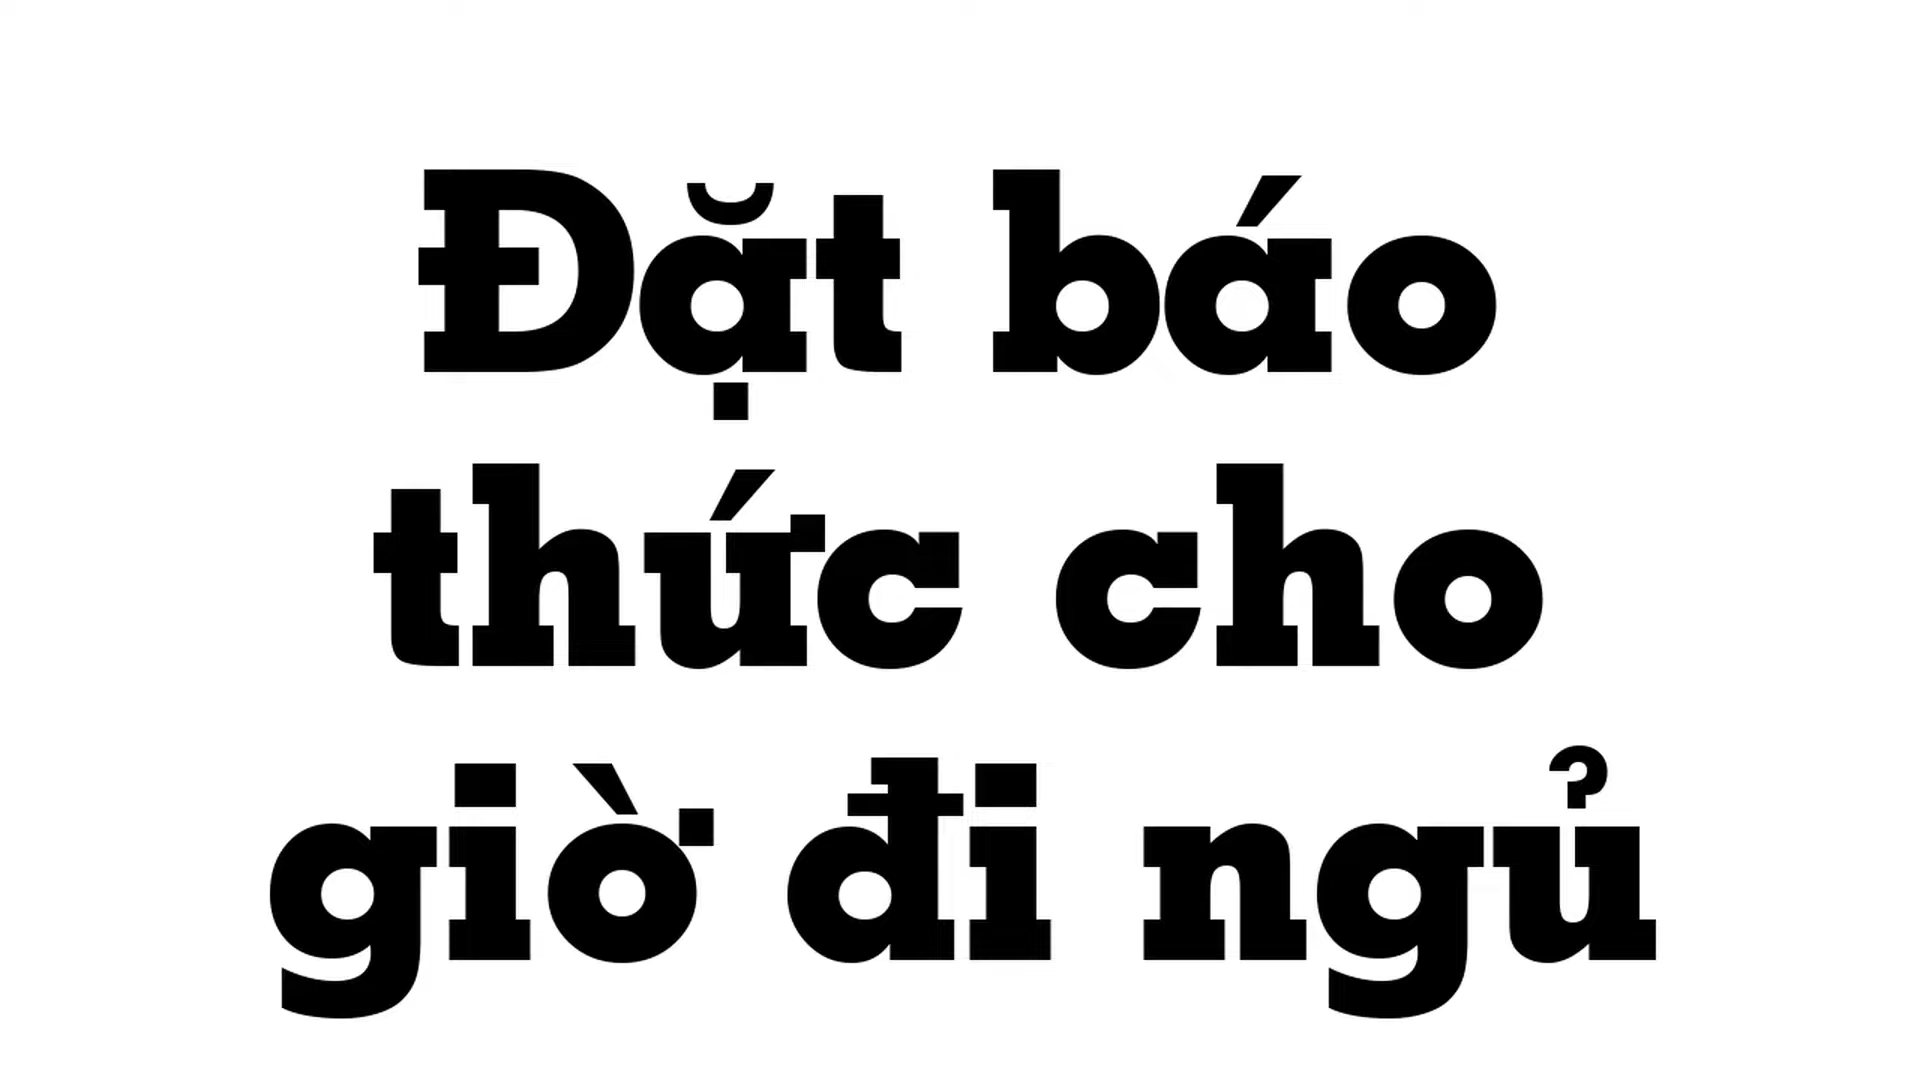 Đặt báo
thức cho
giờ đi ngủ